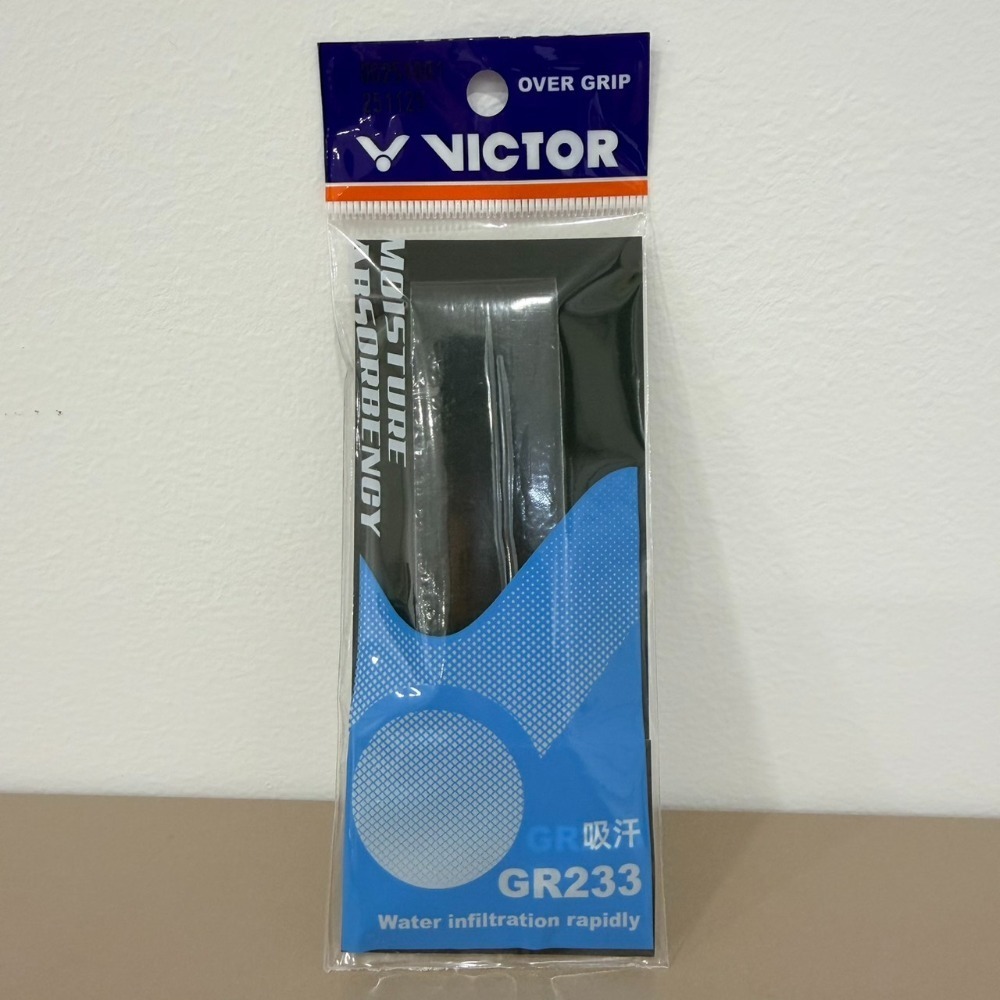 OVER GRIP
VICTOR
MOISTURE
ABSORBENCY
吸汗
GR233
Water infiltration rapidly